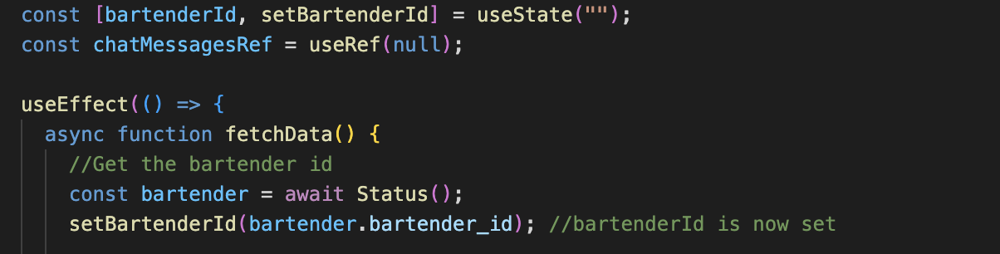 const [bartenderId, setBartenderId] = useState("");
const chatMessagesRef = useRef(null);
useEffect(() => {
async function fetchData() {
//Get the bartender id
const bartender = await Status();
setBartenderId(bartender.bartender_id); //bartenderId is now set